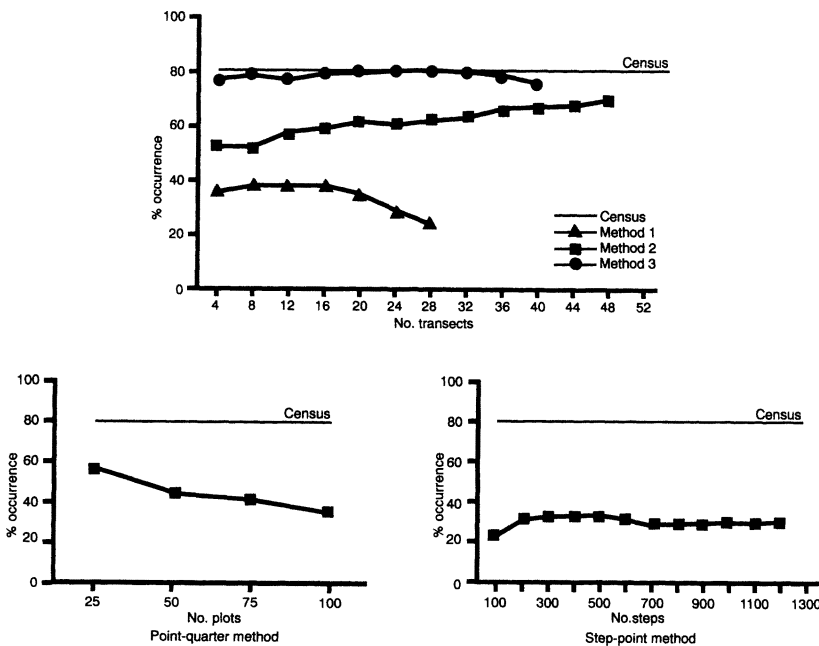 100
80
60
40
20
0
% occurrence
Census
Census
Method 1
Method 2
Method 3
4 8 12 16 20 24 28 32 36 40 44 48 52
No. transects
100
80
60
40
20
0
% occurrence
Census
25 50 75 100
No. plots
Point-quarter method
100
80
60
40
20
0
% occurrence
Census
100 300 500 700 900 1100 1300
No.steps
Step-point method